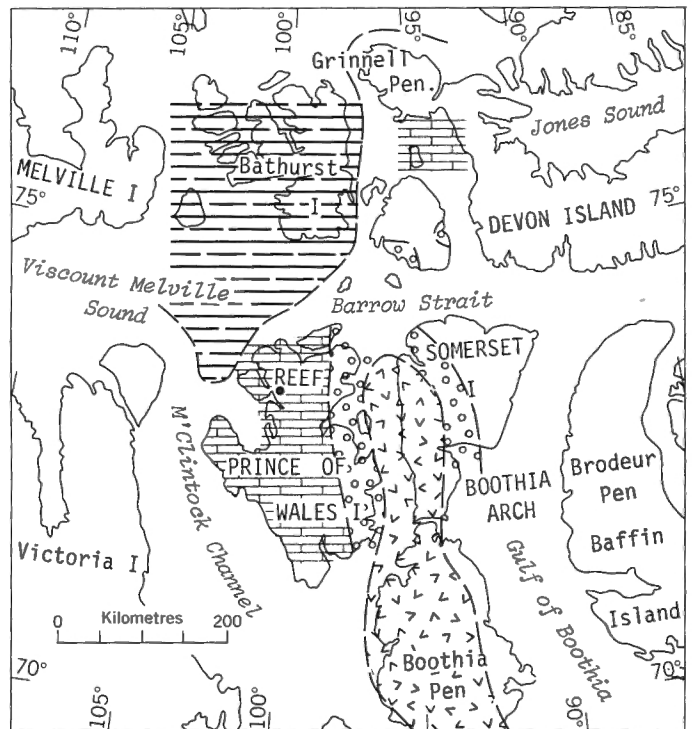 110°
105°
100°
95°
90°
85°
Grinnell
Pen.
Jones Sound
MELVILLE I
Bathurst
I
75°
75°
DEVON ISLAND
Viscount Melville
Sound
Barrow Strait
SOMERSET
I
REEF
PRINCE OF
WALES I
M'Clintock Channel
BOOTHIA
ARCH
Brodeur
Pen
Baffin
Island
Victoria I
Gulf of Boothia
0 Kilometres 200
Boothia
Pen
70°
70°
105°
100°
90°